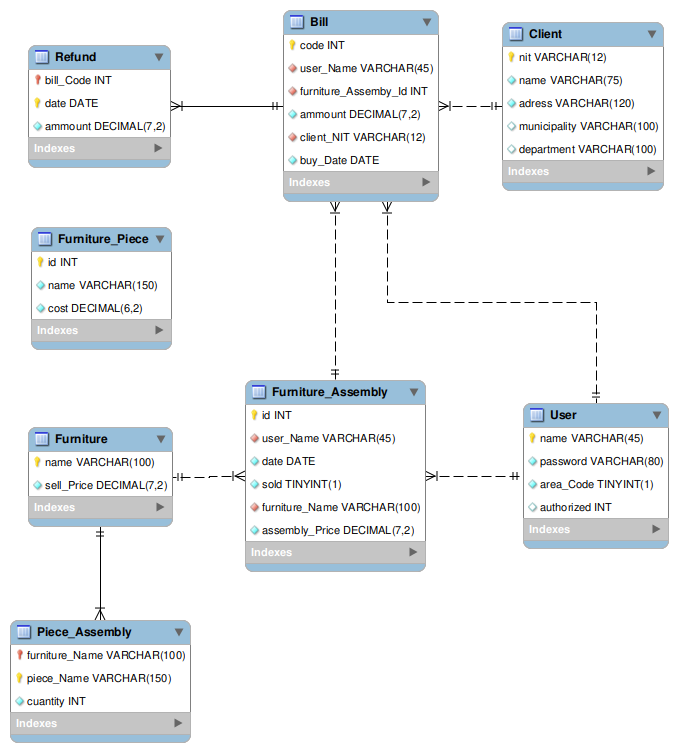 Refund
bill_Code INT
date DATE
ammount DECIMAL(7,2)
Indexes
Bill
code INT
user_Name VARCHAR(45)
furniture_Assemby_Id INT
ammount DECIMAL(7,2)
client_NIT VARCHAR(12)
buy_Date DATE
Indexes
Client
nit VARCHAR(12)
name VARCHAR(75)
adress VARCHAR(120)
municipality VARCHAR(100)
department VARCHAR(100)
Indexes
Furniture_Piece
id INT
name VARCHAR(150)
cost DECIMAL(6,2)
Indexes
Furniture
name VARCHAR(100)
sell_Price DECIMAL(7,2)
Indexes
Furniture_Assembly
id INT
user_Name VARCHAR(45)
date DATE
sold TINYINT(1)
furniture_Name VARCHAR(100)
assembly_Price DECIMAL(7,2)
Indexes
User
name VARCHAR(45)
password VARCHAR(80)
area_Code TINYINT(1)
authorized INT
Indexes
Piece_Assembly
furniture_Name VARCHAR(100)
piece_Name VARCHAR(150)
cuantity INT
Indexes